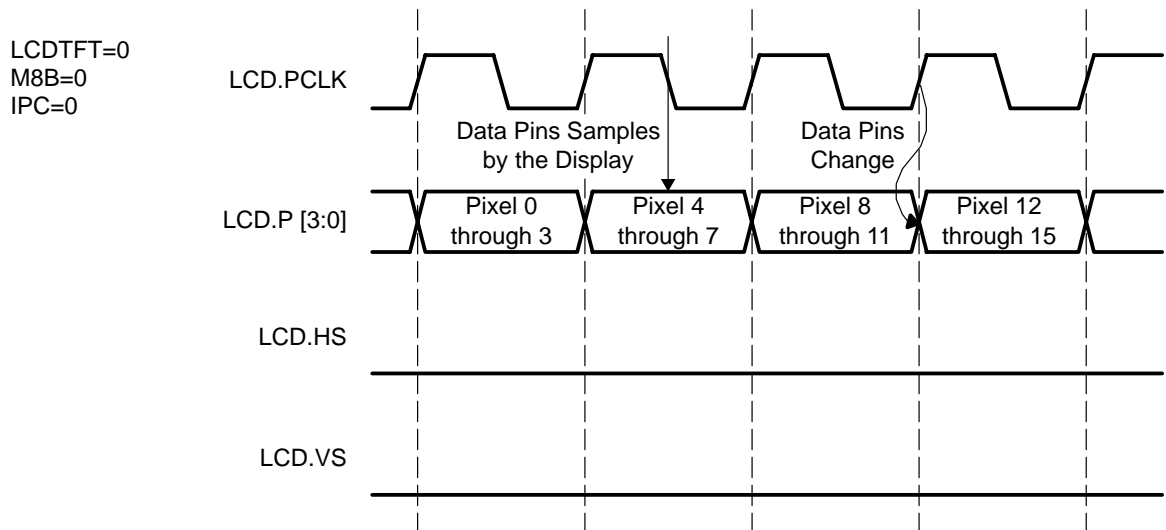 LCDTFT=0
M8B=0
IPC=0
LCD.PCLK
Data Pins Samples
by the Display
Data Pins
Change
LCD.P [3:0]
Pixel 0
through 3
Pixel 4
through 7
Pixel 8
through 11
Pixel 12
through 15
LCD.HS
LCD.VS